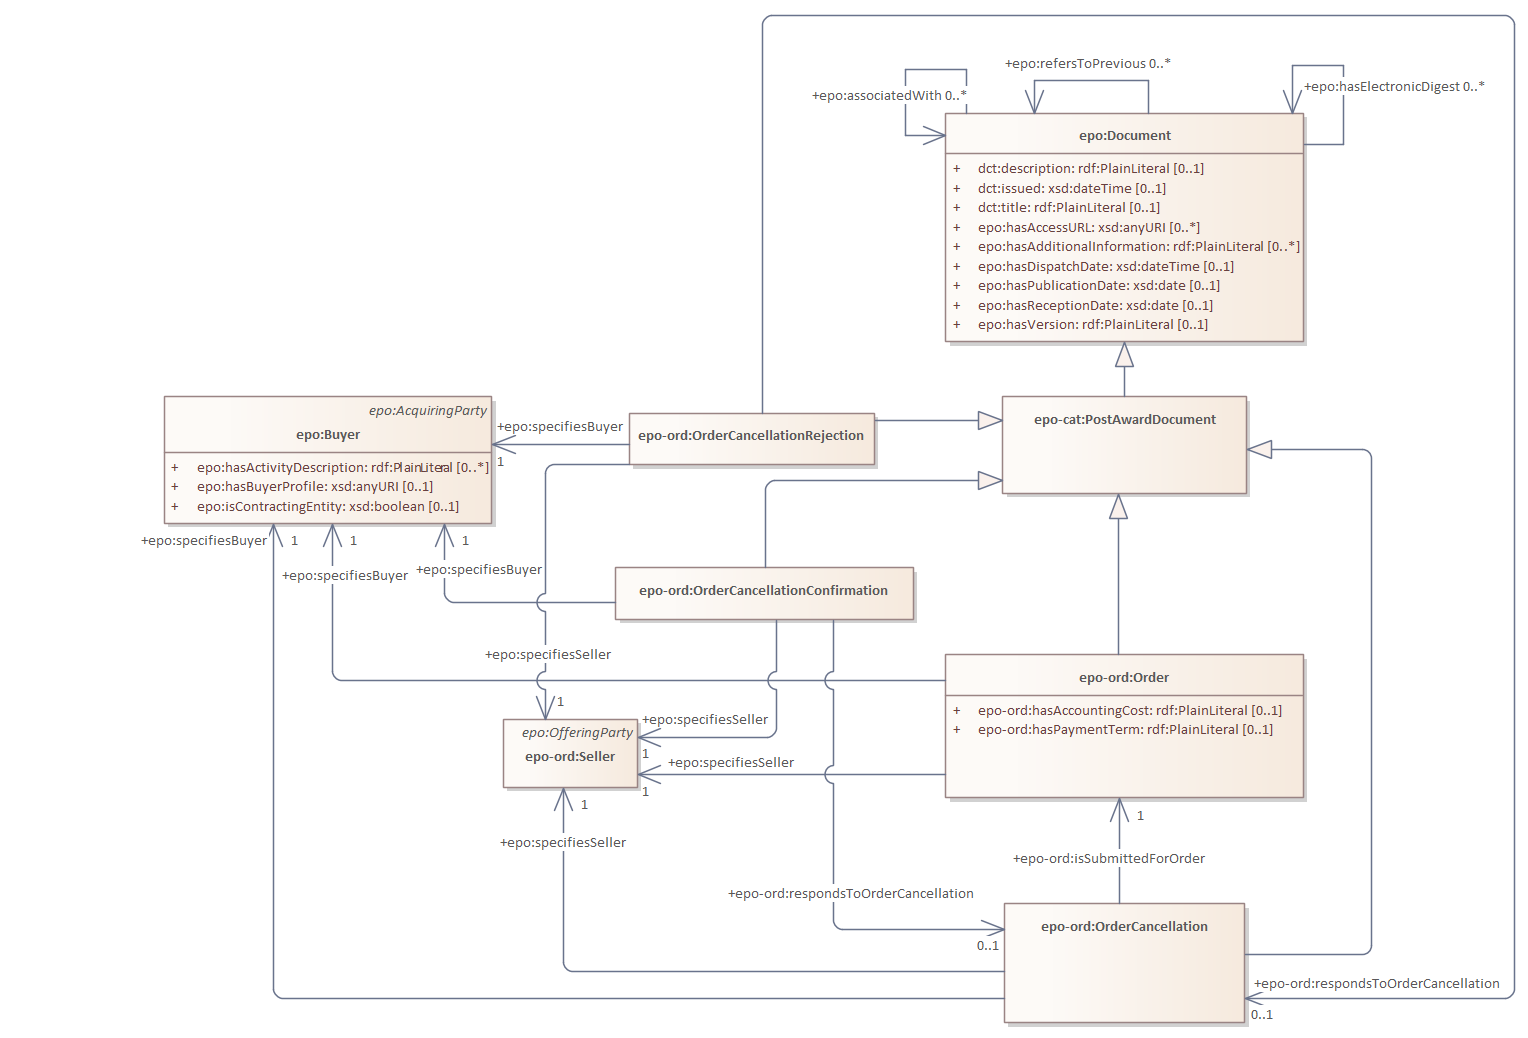 +epo:refersToPrevious 0..*
+epo:associatedWith 0..*
+epo:hasElectronicDigest 0..*
epo:Document
+ dct:description: rdf:PlainLiteral [0..1]
+ dct:issued: xsd:dateTime [0..1]
+ dct:title: rdf:PlainLiteral [0..1]
+ epo:hasAccessURL: xsd:anyURI [0..*]
+ epo:hasAdditionalInformation: rdf:PlainLiteral [0..*]
+ epo:hasDispatchDate: xsd:dateTime [0..1]
+ epo:hasPublicationDate: xsd:date [0..1]
+ epo:hasReceptionDate: xsd:date [0..1]
+ epo:hasVersion: rdf:PlainLiteral [0..1]
epo:AcquiringParty
epo:Buyer
+ epo:hasActivityDescription: rdf:PlainLiteral [0..*]
+ epo:hasBuyerProfile: xsd:anyURI [0..1]
+ epo:isContractingEntity: xsd:boolean [0..1]
+epo:specifiesBuyer
1
epo-ord:OrderCancellationRejection
epo-cat:PostAwardDocument
+epo:specifiesBuyer
1
1
+epo:specifiesBuyer
1
+epo:specifiesBuyer
epo-ord:OrderCancellationConfirmation
+epo:specifiesSeller
1
epo:OfferingParty
epo-ord:Seller
+epo:specifiesSeller
1
+epo:specifiesSeller
1
epo-ord:Order
+ epo-ord:hasAccountingCost: rdf:PlainLiteral [0..1]
+ epo-ord:hasPaymentTerm: rdf:PlainLiteral [0..1]
1
+epo:specifiesSeller
1
+epo-ord:isSubmittedForOrder
+epo-ord:respondsToOrderCancellation
0..1
epo-ord:OrderCancellation
+epo-ord:respondsToOrderCancellation
0..1